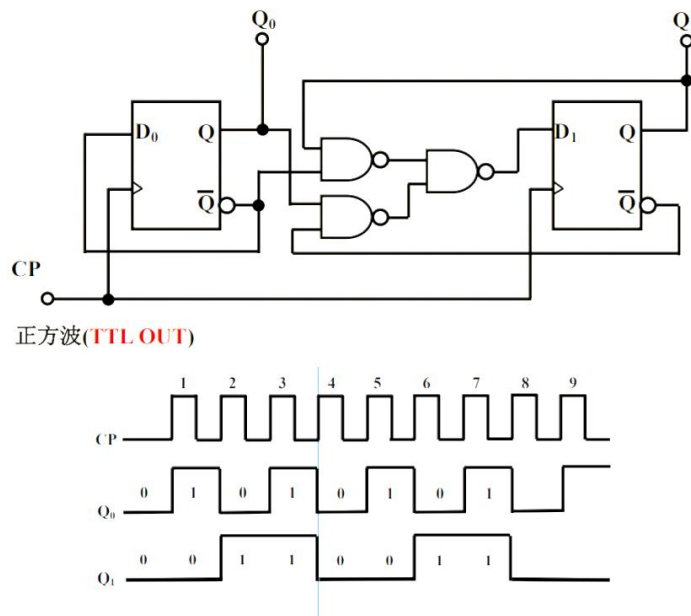 Q₀
Q
D₀
Q
Q̅
D₁
Q
Q̅
CP
正方波(TTL OUT)
1 2 3 4 5 6 7 8 9
CP
0 1 0 1 0 1 0 1
Q₀
0 0 1 1 0 0 1 1
Q₁